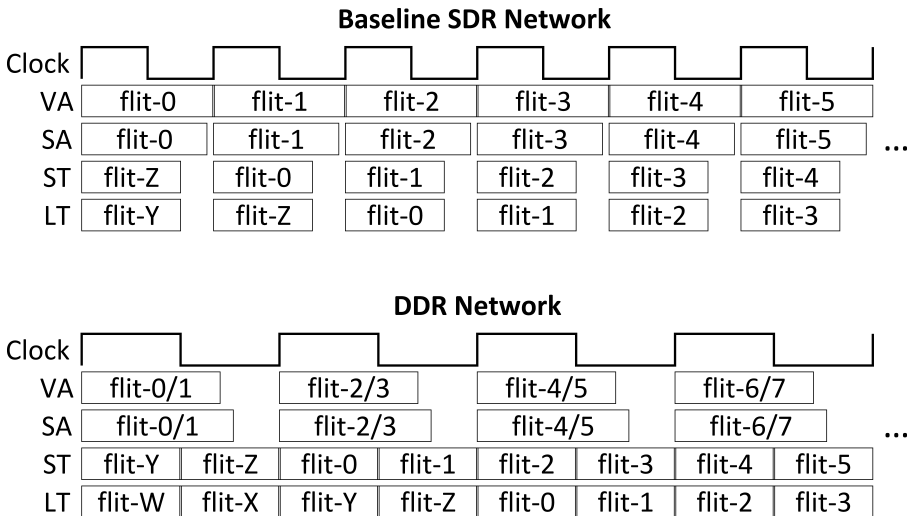 Baseline SDR Network
Clock
VA flit-0 flit-1 flit-2 flit-3 flit-4 flit-5
SA flit-0 flit-1 flit-2 flit-3 flit-4 flit-5 ...
ST flit-Z flit-0 flit-1 flit-2 flit-3 flit-4
LT flit-Y flit-Z flit-0 flit-1 flit-2 flit-3
DDR Network
Clock
VA flit-0/1 flit-2/3 flit-4/5 flit-6/7
SA flit-0/1 flit-2/3 flit-4/5 flit-6/7 ...
ST flit-Y flit-Z flit-0 flit-1 flit-2 flit-3 flit-4 flit-5
LT flit-W flit-X flit-Y flit-Z flit-0 flit-1 flit-2 flit-3